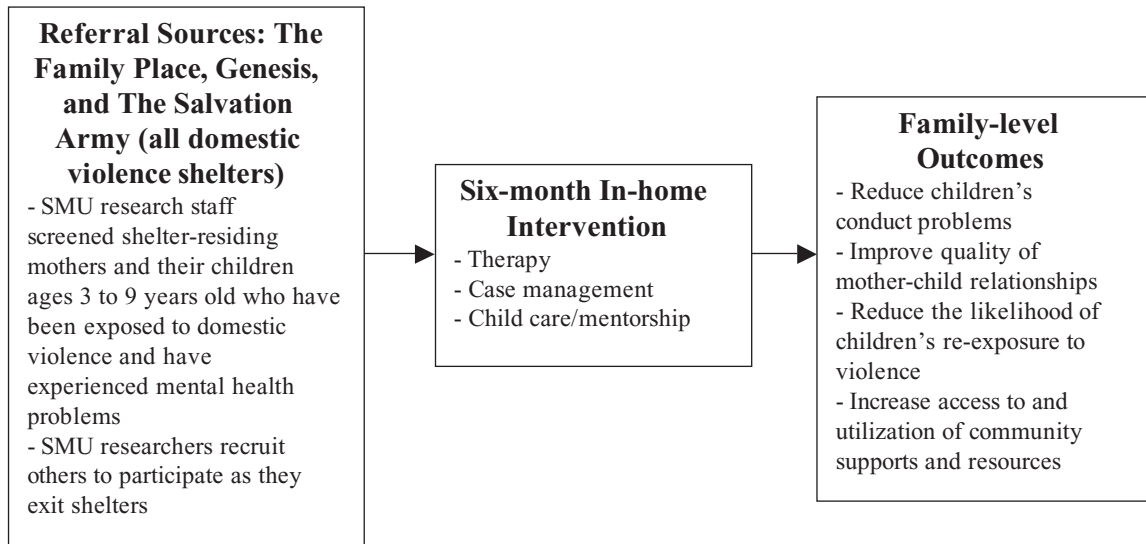 Referral Sources: The
Family Place, Genesis,
and The Salvation
Army (all domestic
violence shelters)
- SMU research staff
screened shelter-residing
mothers and their children
ages 3 to 9 years old who have
been exposed to domestic
violence and have
experienced mental health
problems
- SMU researchers recruit
others to participate as they
exit shelters
Six-month In-home
Intervention
- Therapy
- Case management
- Child care/mentorship
Family-level
Outcomes
- Reduce children’s
conduct problems
- Improve quality of
mother-child relationships
- Reduce the likelihood of
children’s re-exposure to
violence
- Increase access to and
utilization of community
supports and resources